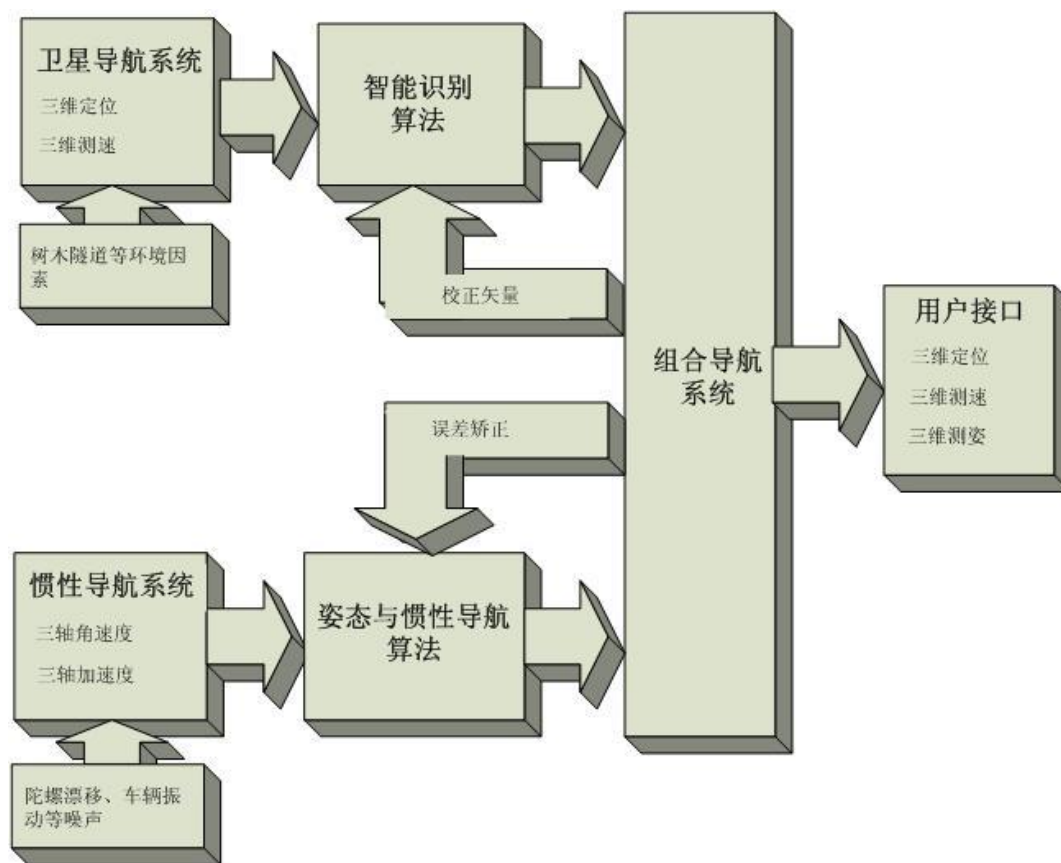 卫星导航系统
三维定位
三维测速
树木隧道等环境因
素
智能识别
算法
校正矢量
组合导航
系统
用户接口
三维定位
三维测速
三维测姿
误差矫正
惯性导航系统
三轴角速度
三轴加速度
陀螺漂移、车辆振
动等噪声
姿态与惯性导航
算法